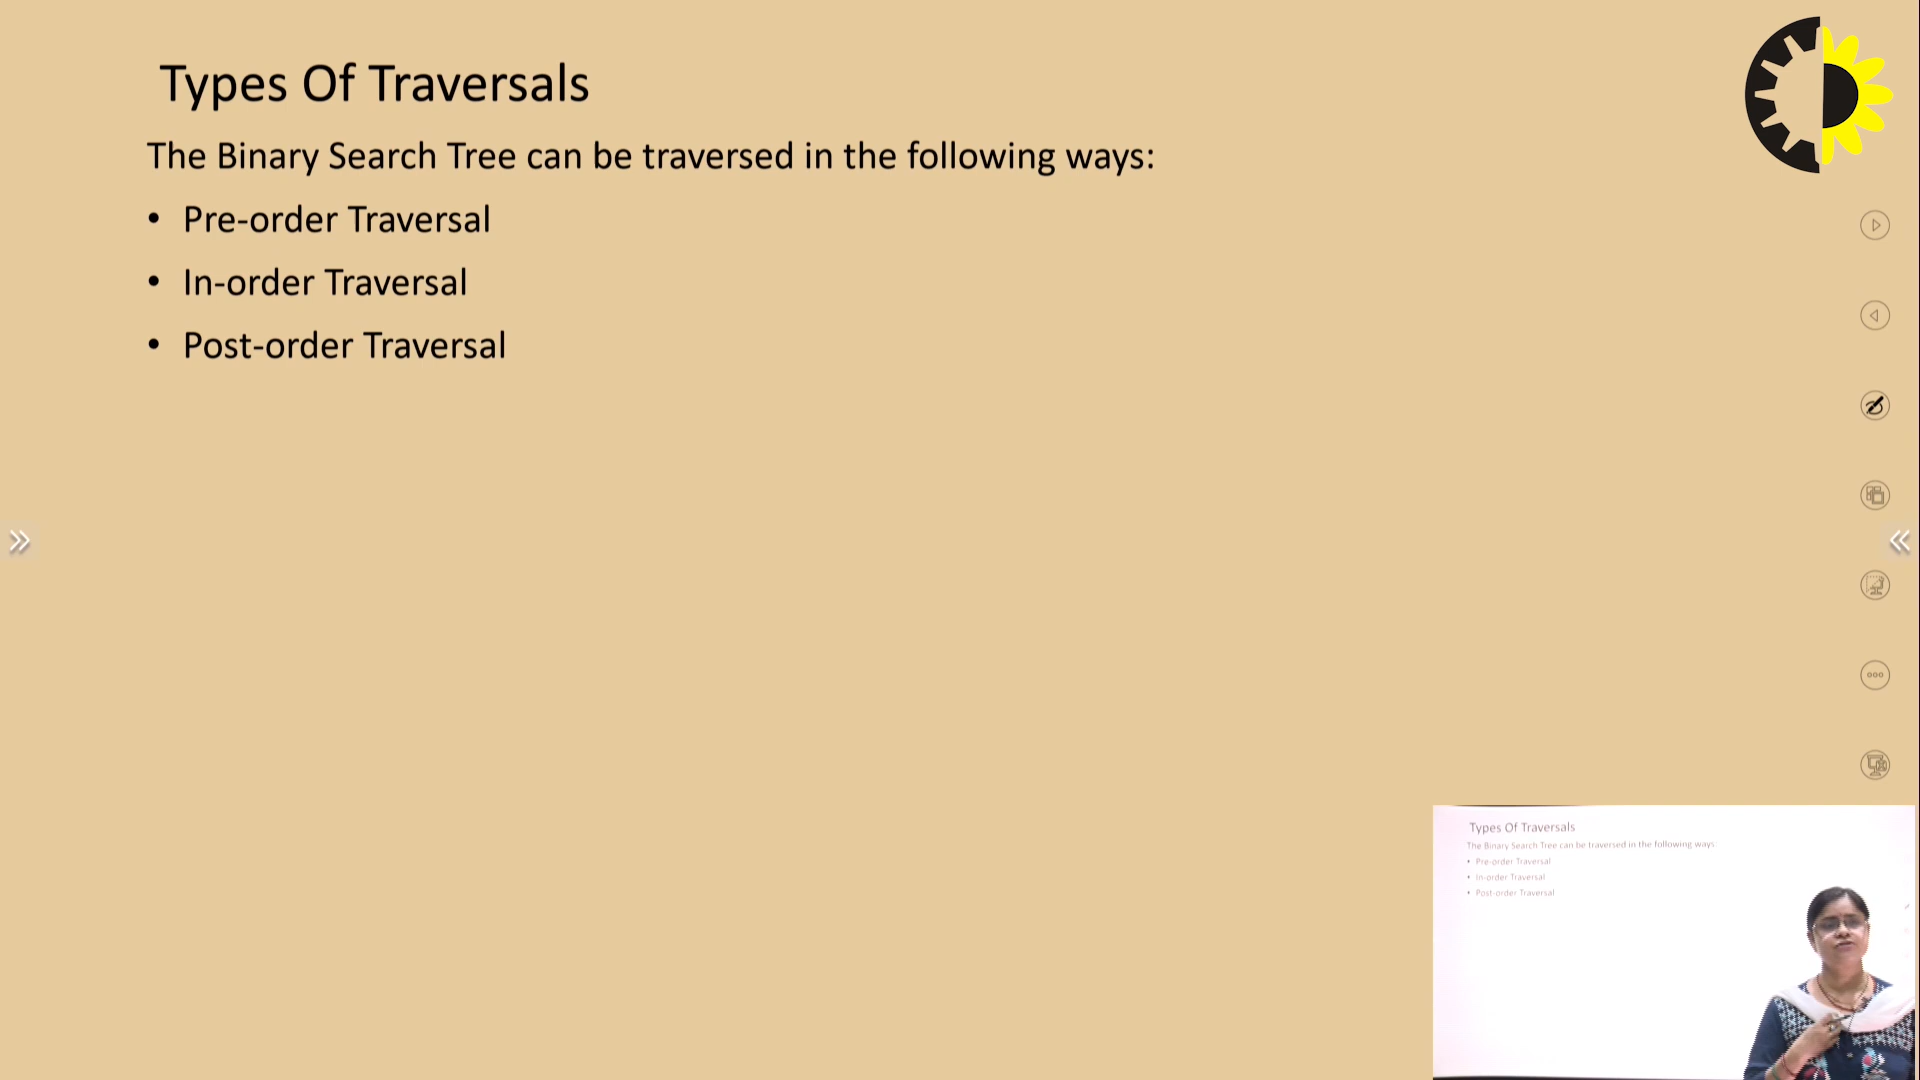 Types Of Traversals
The Binary Search Tree can be traversed in the following ways:
• Pre-order Traversal
• In-order Traversal
• Post-order Traversal
Types Of Traversals
The Binary Search Tree can be traversed in the following ways
• Pre-order Traversal
• In-order Traversal
• Post-order Traversal